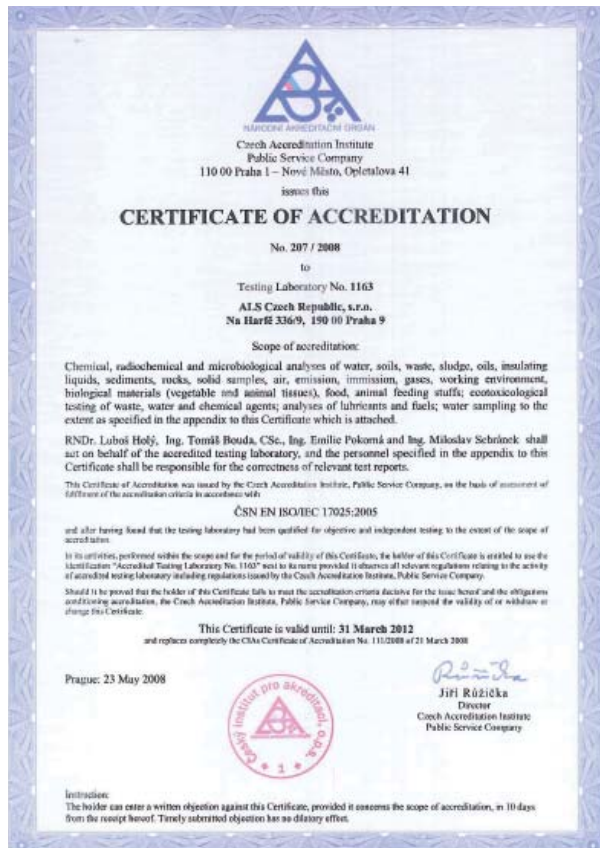 NÁRODNÍ AKREDITAČNÍ ORGÁN
Czech Accreditation Institute
Public Service Company
110 00 Praha 1 – Nové Město, Opletalova 41
issues this
CERTIFICATE OF ACCREDITATION
No. 207 / 2008
to
Testing Laboratory No. 1163
ALS Czech Republic, s.r.o.
Na Harfě 336/9, 190 00 Praha 9
Scope of accreditation:
Chemical, radiochemical and microbiological analyses of water, soils, waste, sludge, oils, insulating
liquids, sediments, rocks, solid samples, air, emission, immission, gases, working environment,
biological materials (vegetable and animal tissues), food, animal feeding stuffs; ecotoxicological
testing of waste, water and chemical agents; analyses of lubricants and fuels; water sampling to the
extent as specified in the appendix to this Certificate which is attached.
RNDr. Luboš Holý, Ing. Tomáš Bouda, CSc., Ing. Emilie Pokorná and Ing. Miloslav Sebránek shall
act on behalf of the accredited testing laboratory, and the personnel specified in the appendix to this
Certificate shall be responsible for the correctness of relevant test reports.
This Certificate of Accreditation was issued by the Czech Accreditation Institute, Public Service Company, on the basis of assessment of
fulfilment of the accreditation criteria in accordance with
ČSN EN ISO/IEC 17025:2005
and after having found that the testing laboratory had been qualified for objective and independent testing to the extent of the scope of
accreditation.
In its activities, performed within the scope and for the period of validity of this Certificate, the holder of this Certificate is entitled to use the
identification "Accredited Testing Laboratory No. 1163" next to its name provided it observes all relevant regulations relating to the activity
of accredited testing laboratory including regulations issued by the Czech Accreditation Institute, Public Service Company.
Should it be proved that the holder of this Certificate fails to meet the accreditation criteria decisive for the issue hereof and the obligations
conditioning accreditation, the Czech Accreditation Institute, Public Service Company, may either suspend the validity of or withdraw or
change this Certificate.
This Certificate is valid until: 31 March 2012
and replaces completely the CIAs Certificate of Accreditation No. 111/2008 of 21 March 2008
Prague: 23 May 2008
Český institut pro akreditaci, o.p.s.
1
Růžička
Jiří Růžička
Director
Czech Accreditation Institute
Public Service Company
Instruction:
The holder can enter a written objection against this Certificate, provided it concerns the scope of accreditation, in 10 days
from the receipt hereof. Timely submitted objection has no dilatory effect.